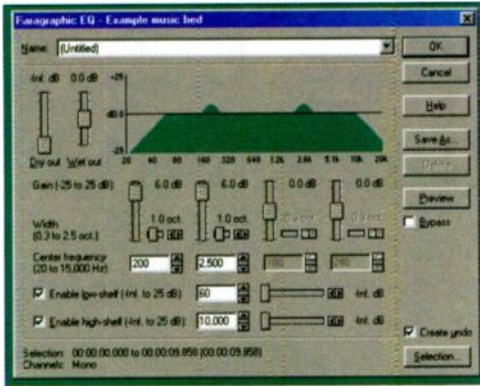 Paragraphic EQ - Example music bed
Name: (Untitled)
OK
Cancel
Help
Save As...
Delete
Preview
Bypass
-Inf. dB 0.0 dB
Dry out Wet out
+25
dB 0
-25
20 40 80 160 320 640 1.2k 2.6k 5.1k 10k 20k
Gain (-25 to 25 dB): 6.0 dB 6.0 dB 0.0 dB 0.0 dB
Width (0.3 to 2.5 oct.): 1.0 oct. 1.0 oct.
Center frequency (20 to 15,000 Hz): 200 2,500
Enable low-shelf (-Inf. to 25 dB): 60 -Inf. dB
Enable high-shelf (-Inf. to 25 dB): 10,000 -Inf. dB
Create undo
Selection: 00:00:00.000 to 00:00:09.858 (00:00:09.858)
Channels: Mono
Selection...